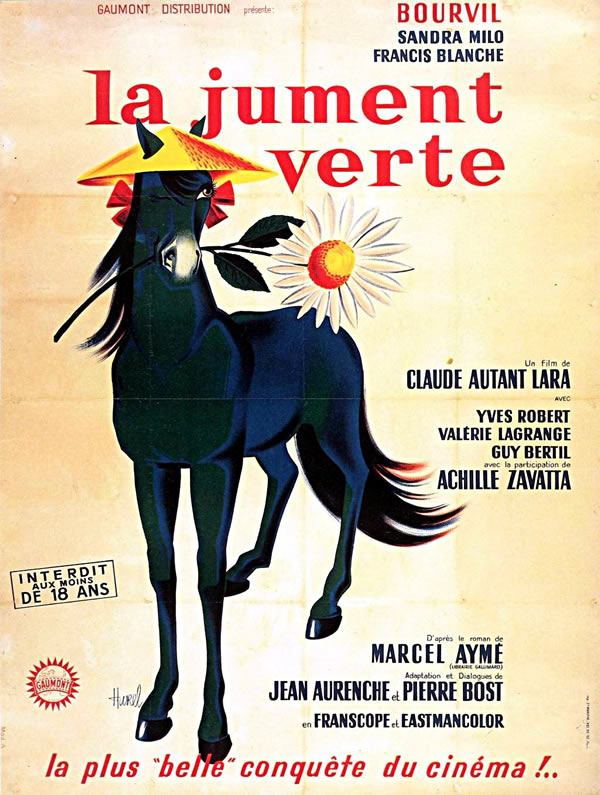 GAUMONT DISTRIBUTION présente:
BOURVIL
SANDRA MILO
FRANCIS BLANCHE
la jument
verte
Un film de
CLAUDE AUTANT LARA
AVEC
YVES ROBERT
VALÉRIE LAGRANGE
GUY BERTIL
avec la participation de
ACHILLE ZAVATTA
INTERDIT
AUX MOINS
DE 18 ANS
D'après le roman de
MARCEL AYMÉ
(LIBRAIRIE GALLIMARD)
Adaptation et Dialogues de
JEAN AURENCHE et PIERRE BOST
en FRANSCOPE et EASTMANCOLOR
GAUMONT
Hurel
la plus "belle" conquête du cinéma !..